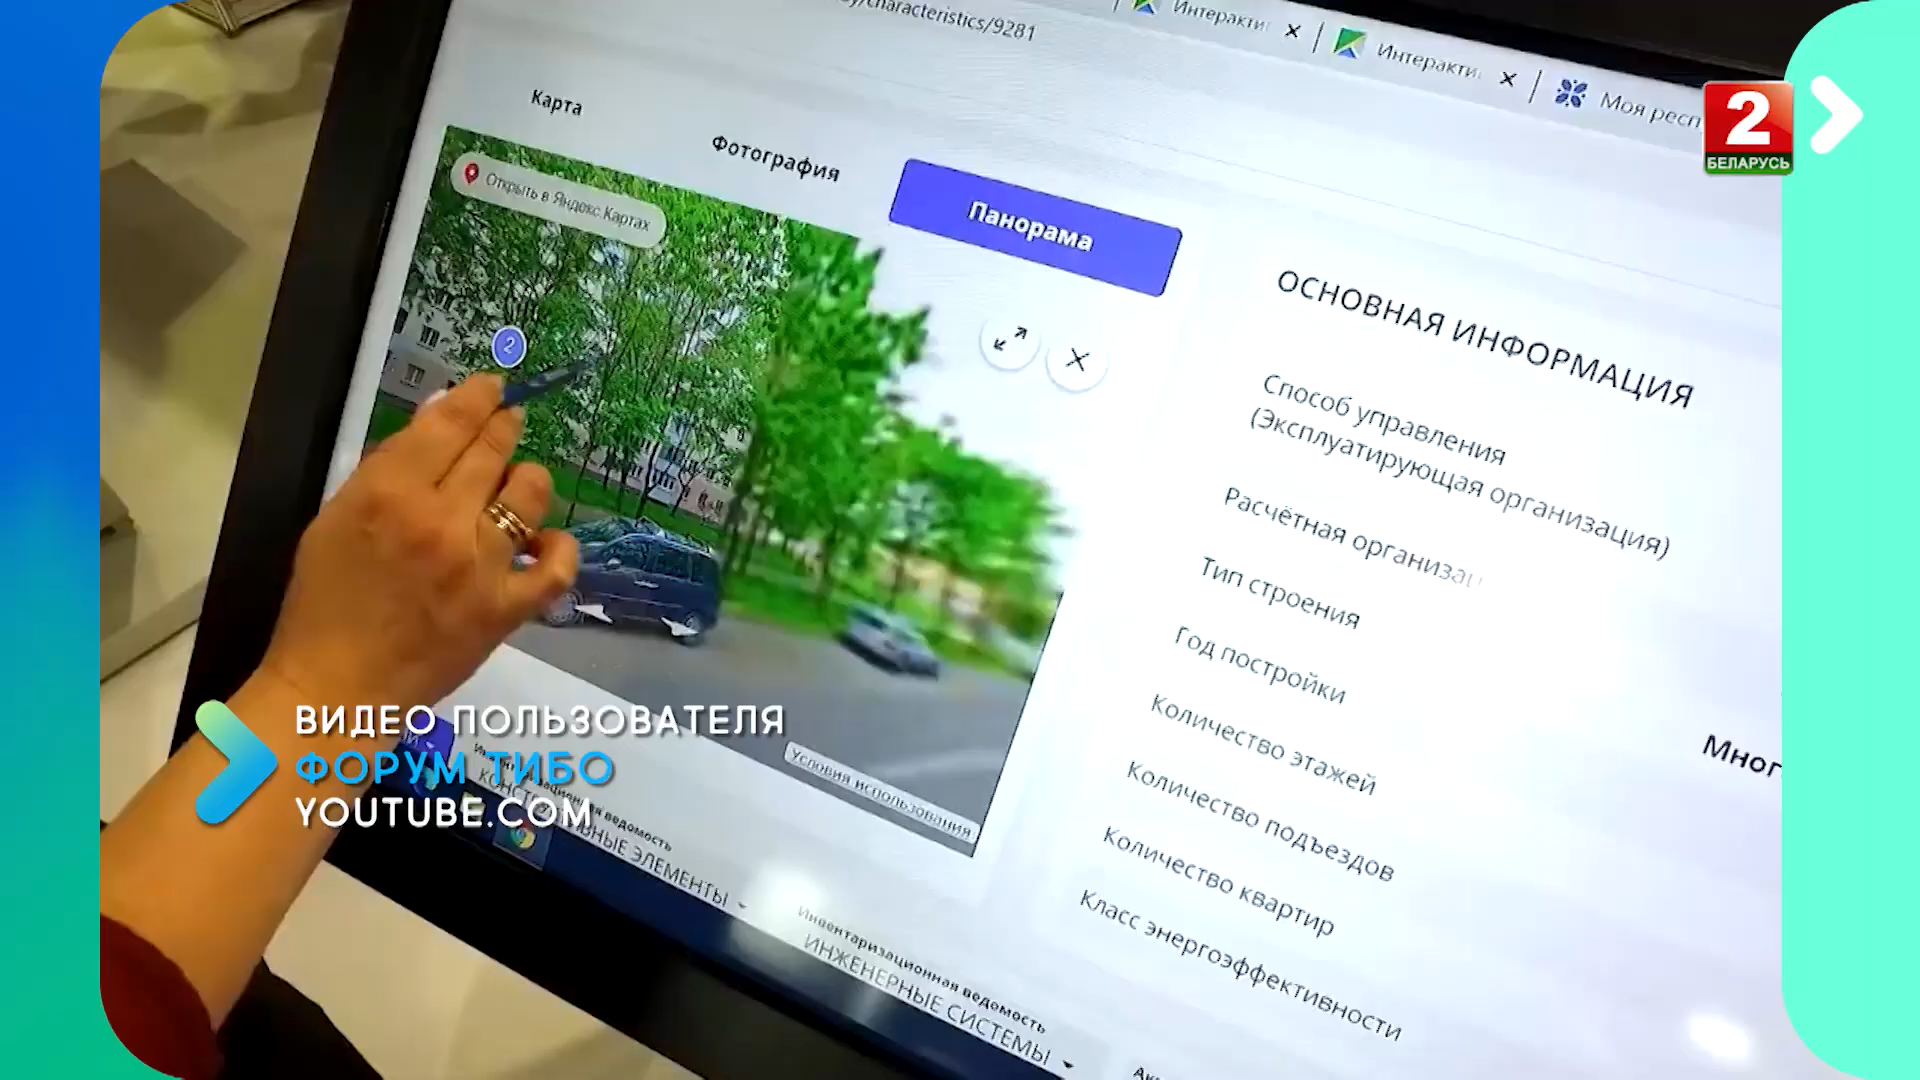 characteristics/9281
Интеракти
Интеракти
Моя респ
2
БЕЛАРУСЬ
Карта
Фотография
Панорама
Открыть в Яндекс.Картах
2
ОСНОВНАЯ ИНФОРМАЦИЯ
Способ управления
(Эксплуатирующая организация)
Расчётная организац
Тип строения
Год постройки
Количество этажей
Количество подъездов
Количество квартир
Класс энергоэффективности
Мног
Условия использования
ВИДЕО ПОЛЬЗОВАТЕЛЯ
ФОРУМ ТИБО
YOUTUBE.COM
ЭЛЕМЕНТЫ
Инвентаризационная ведомость
ИНЖЕНЕРНЫЕ СИСТЕМЫ